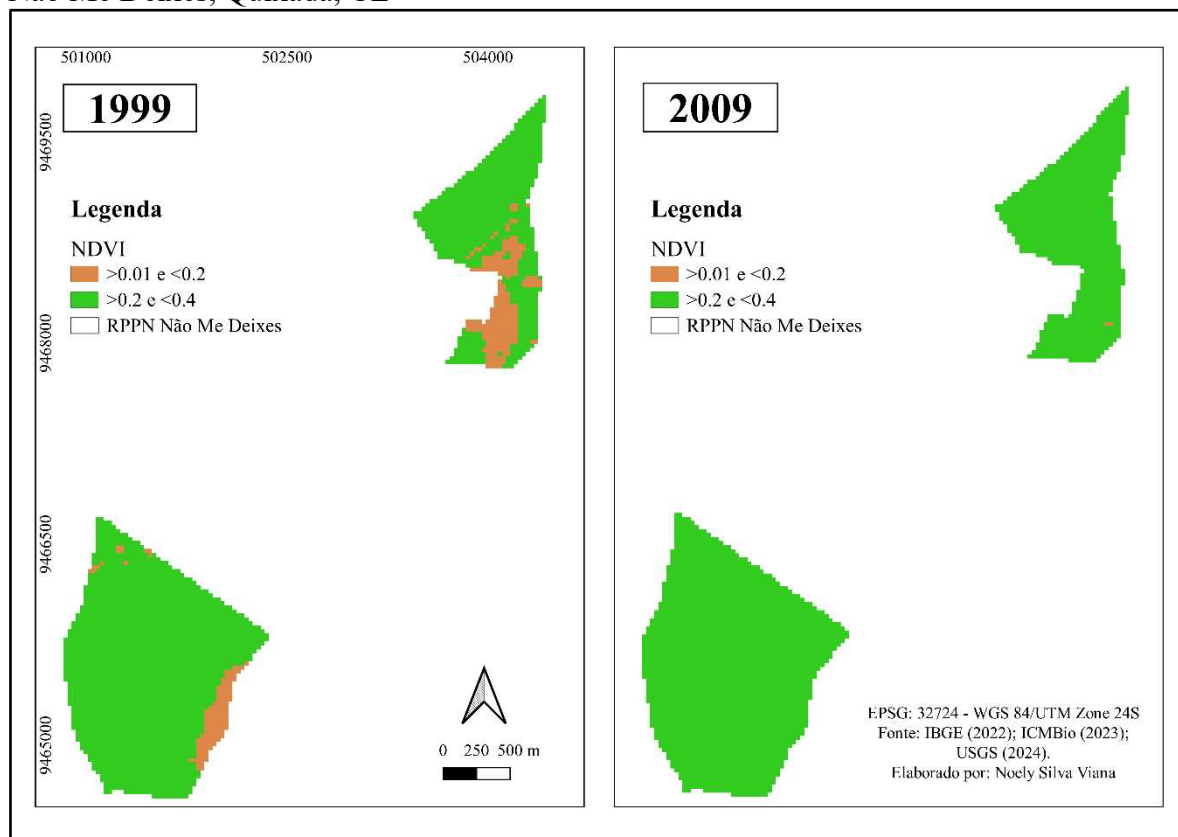 Não Me Deixes, Quixadá, CE
501000 502500 504000
1999
9469500
9468000
9466500
9465000
Legenda
NDVI
>0.01 e <0.2
>0.2 e <0.4
RPPN Não Me Deixes
0 250 500 m
2009
Legenda
NDVI
>0.01 e <0.2
>0.2 e <0.4
RPPN Não Me Deixes
EPSG: 32724 - WGS 84/UTM Zone 24S
Fonte: IBGE (2022); ICMBio (2023);
USGS (2024).
Elaborado por: Noely Silva Viana